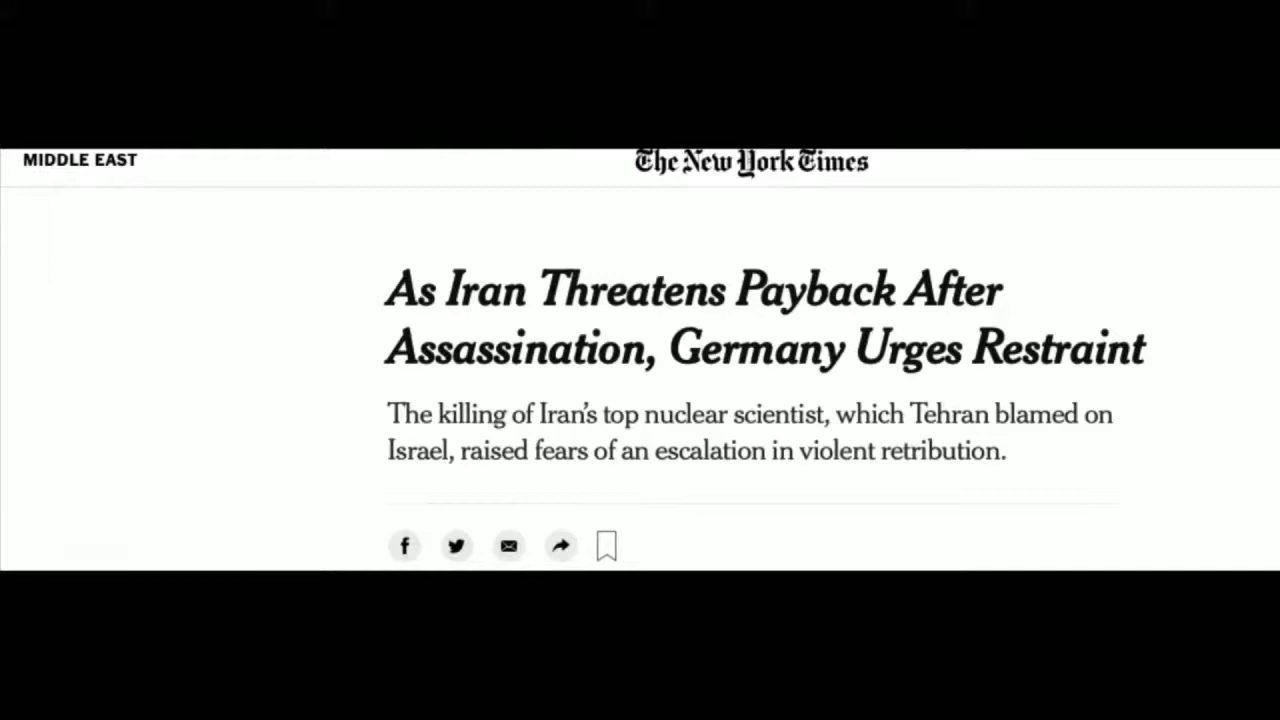 MIDDLE EAST
The New York Times
As Iran Threatens Payback After
Assassination, Germany Urges Restraint
The killing of Iran's top nuclear scientist, which Tehran blamed on
Israel, raised fears of an escalation in violent retribution.